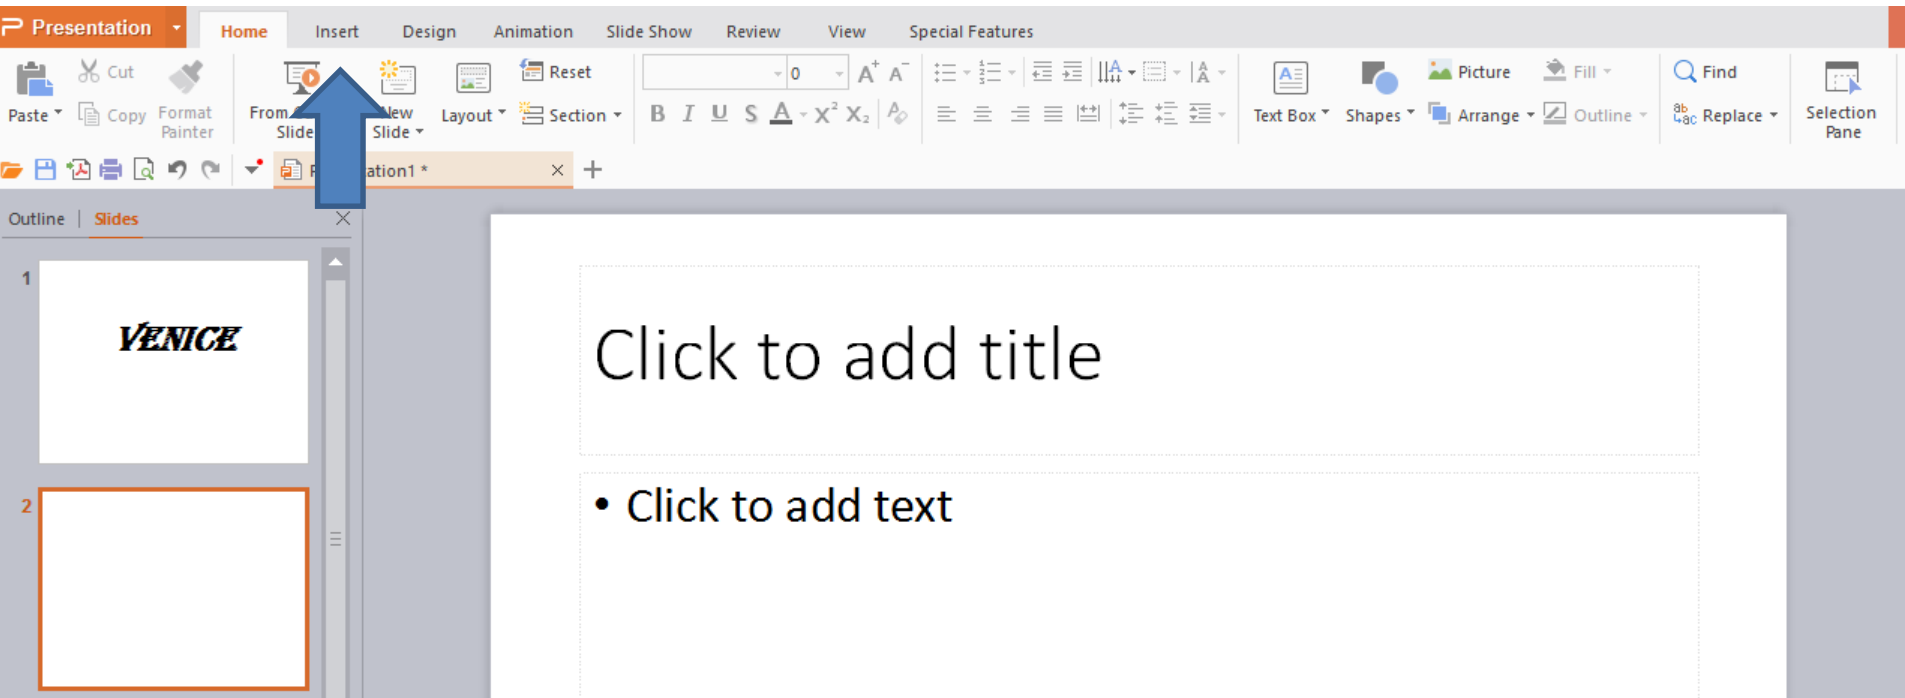 Presentation
Home Insert Design Animation Slide Show Review View Special Features
Cut Reset 0 Picture Fill Find
Paste Copy Format Painter From Slide New Slide Layout Section B I U S A X² X₂ Text Box Shapes Arrange Outline Replace Selection Pane
ation1 *
Outline Slides
1
VENICE
2
Click to add title
• Click to add text